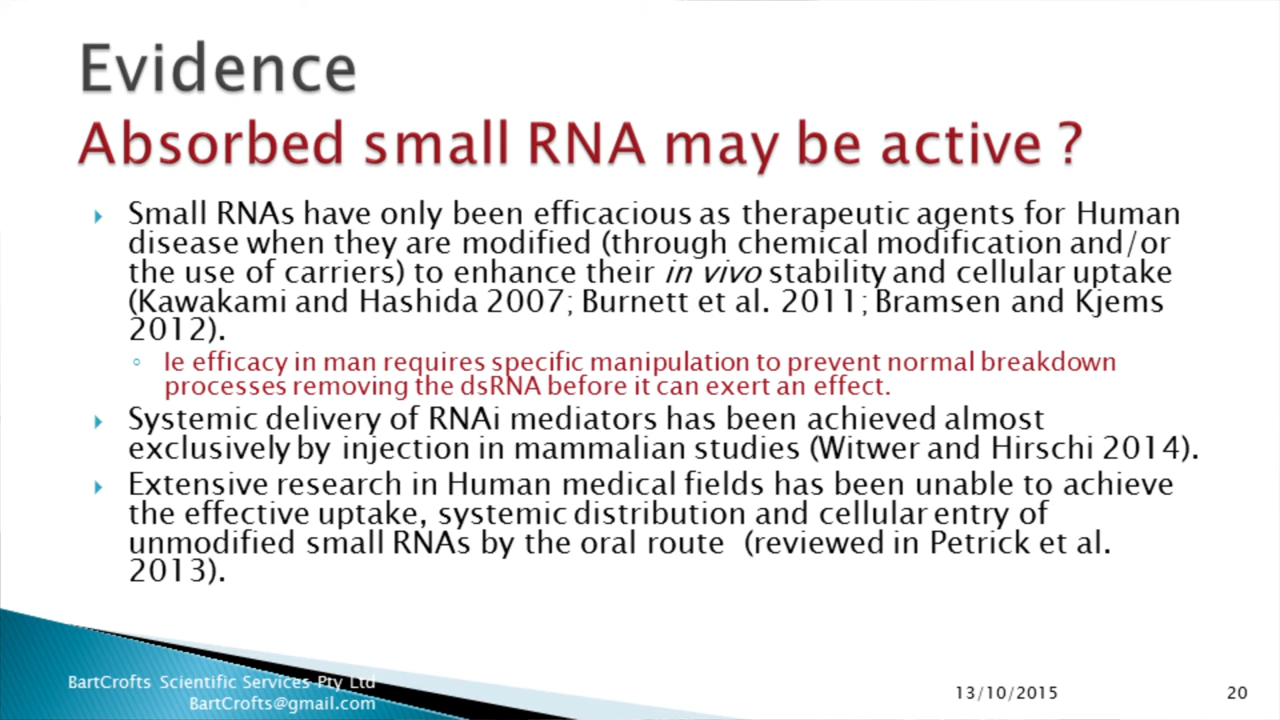 Evidence
Absorbed small RNA may be active ?
Small RNAs have only been efficacious as therapeutic agents for Human
disease when they are modified (through chemical modification and/or
the use of carriers) to enhance their in vivo stability and cellular uptake
(Kawakami and Hashida 2007; Burnett et al. 2011; Bramsen and Kjems
2012).
Ie efficacy in man requires specific manipulation to prevent normal breakdown
processes removing the dsRNA before it can exert an effect.
Systemic delivery of RNAi mediators has been achieved almost
exclusively by injection in mammalian studies (Witwer and Hirschi 2014).
Extensive research in Human medical fields has been unable to achieve
the effective uptake, systemic distribution and cellular entry of
unmodified small RNAs by the oral route (reviewed in Petrick et al.
2013).
BartCrofts Scientific Services Pty Ltd
BartCrofts@gmail.com
13/10/2015
20